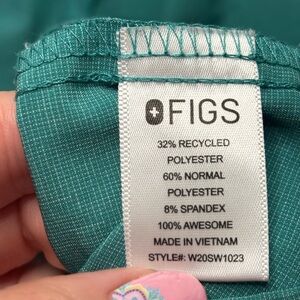 FIGS
32% RECYCLED
POLYESTER
60% NORMAL
POLYESTER
8% SPANDEX
100% AWESOME
MADE IN VIETNAM
STYLE#: W20SW1023